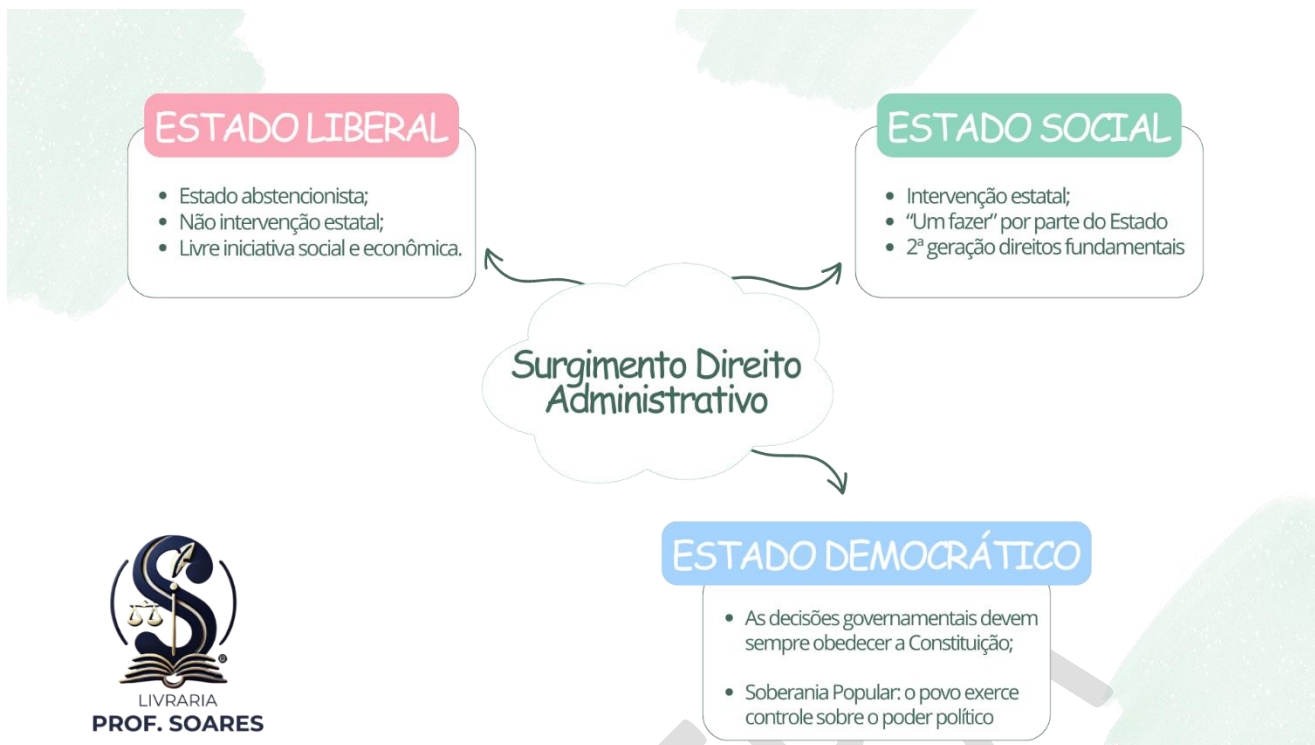 ESTADO LIBERAL
• Estado abstencionista;
• Não intervenção estatal;
• Livre iniciativa social e econômica.
ESTADO SOCIAL
• Intervenção estatal;
• “Um fazer” por parte do Estado
• 2ª geração direitos fundamentais
Surgimento Direito
Administrativo
ESTADO DEMOCRÁTICO
• As decisões governamentais devem
sempre obedecer a Constituição;
• Soberania Popular: o povo exerce
controle sobre o poder político
LIVRARIA
PROF. SOARES